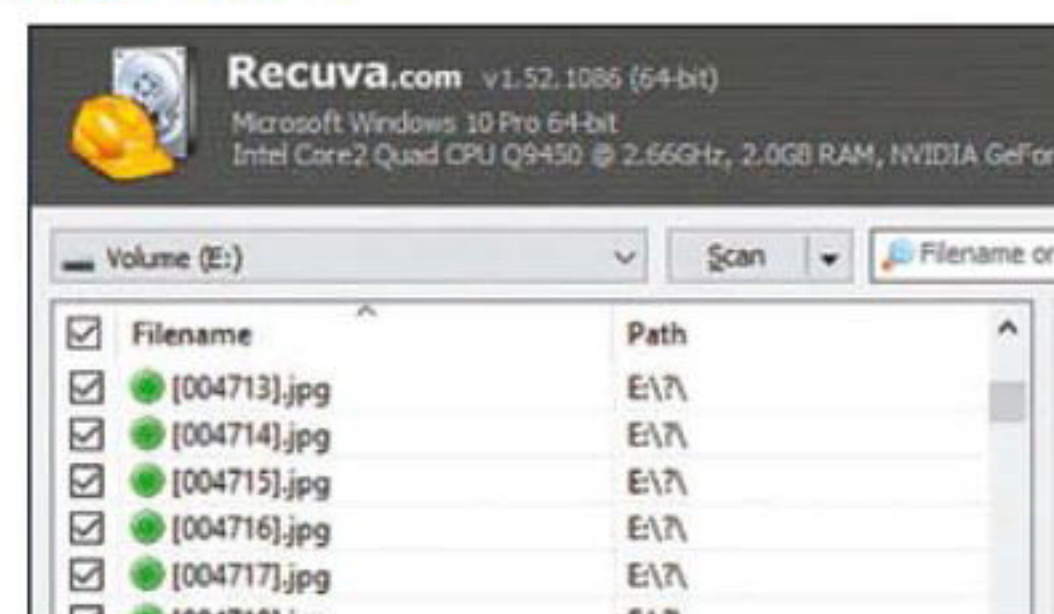 Recuva.com v1.52.1086 (64-bit)
Microsoft Windows 10 Pro 64-bit
Intel Core2 Quad CPU Q9450 @ 2.66GHz, 2.0GB RAM, NVIDIA GeFor
Volume (E:) Scan Filename or
Filename Path
[004713].jpg E:\?\
[004714].jpg E:\?\
[004715].jpg E:\?\
[004716].jpg E:\?\
[004717].jpg E:\?\